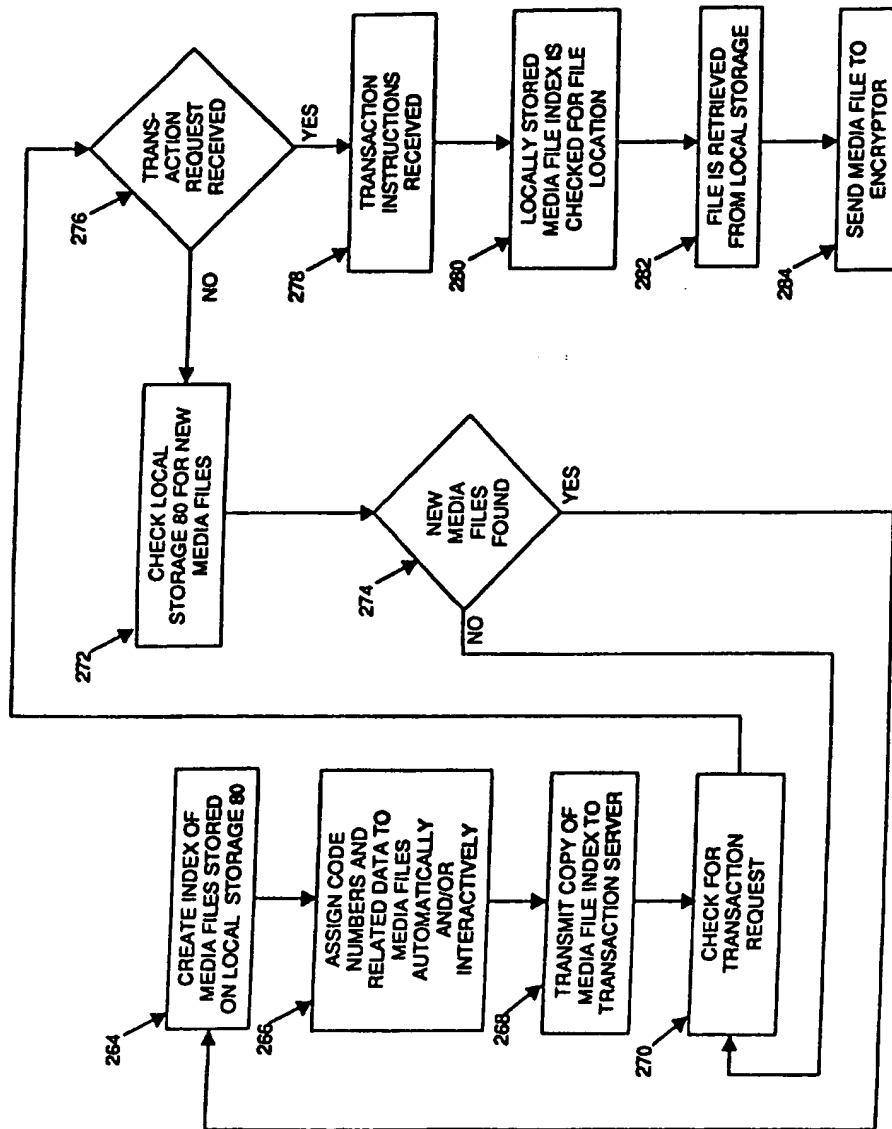 264
CREATE INDEX OF
MEDIA FILES STORED
ON LOCAL STORAGE 80
266
ASSIGN CODE
NUMBERS AND
RELATED DATA TO
MEDIA FILES
AUTOMATICALLY
AND/OR
INTERACTIVELY
268
TRANSMIT COPY OF
MEDIA FILE INDEX TO
TRANSACTION SERVER
270
CHECK FOR
TRANSACTION
REQUEST
272
CHECK LOCAL
STORAGE 80 FOR NEW
MEDIA FILES
274
NEW
MEDIA
FILES
FOUND
NO
YES
276
TRANS-
ACTION
REQUEST
RECEIVED
NO
YES
278
TRANSACTION
INSTRUCTIONS
RECEIVED
280
LOCALLY STORED
MEDIA FILE INDEX IS
CHECKED FOR FILE
LOCATION
282
FILE IS RETRIEVED
FROM LOCAL STORAGE
284
SEND MEDIA FILE TO
ENCRYPTOR